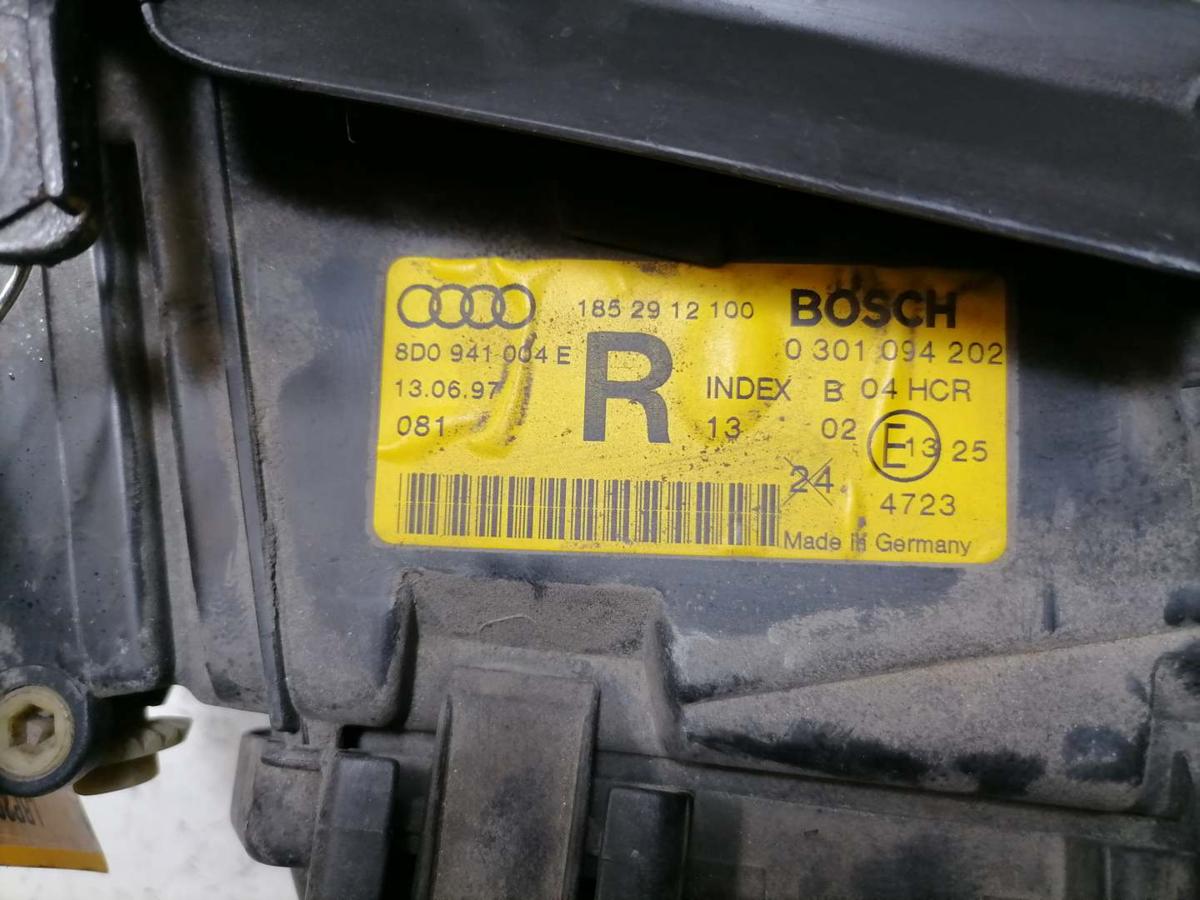 185 29 12 100 BOSCH
8D0 941 004 E R 0 301 094 202
13.06.97 INDEX B 04 HCR
081 13 02 E 13 25
24 4723
Made in Germany